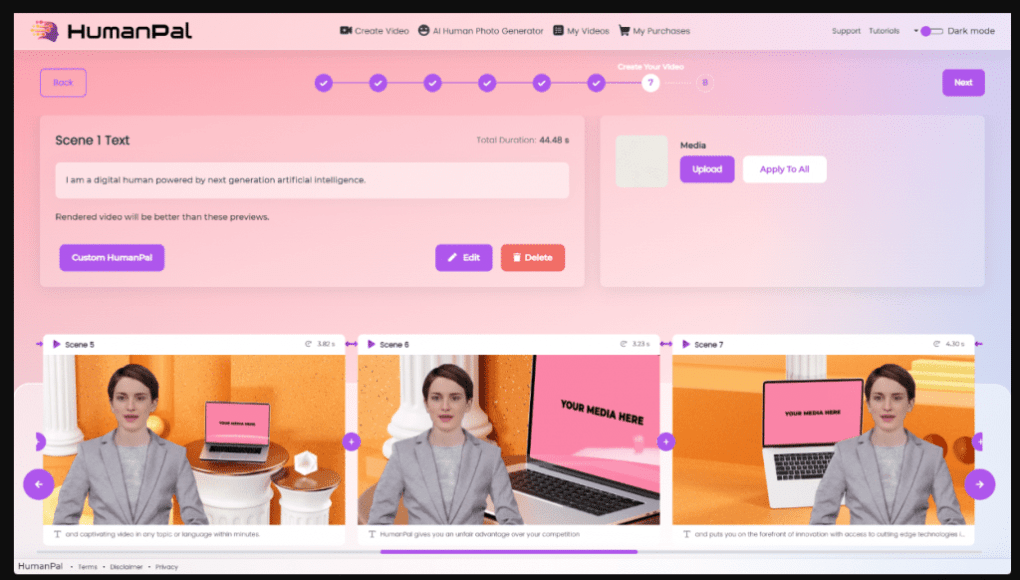 HumanPal
Create Video
AI Human Photo Generator
My Videos
My Purchases
Support
Tutorials
Dark mode
Back
Create Your Video
7
8
Next
Scene 1 Text
Total Duration: 44.48 s
I am a digital human powered by next generation artificial intelligence.
Rendered video will be better than these previews.
Custom HumanPal
Edit
Delete
Media
Upload
Apply To All
Scene 5
3.82 s
Scene 6
3.23 s
Scene 7
4.30 s
YOUR MEDIA HERE
YOUR MEDIA HERE
YOUR MEDIA HERE
and captivating video in any topic or language within minutes.
HumanPal gives you an unfair advantage over your competition
and puts you on the forefront of innovation with access to cutting edge technologies i...
HumanPal • Terms • Disclaimer • Privacy